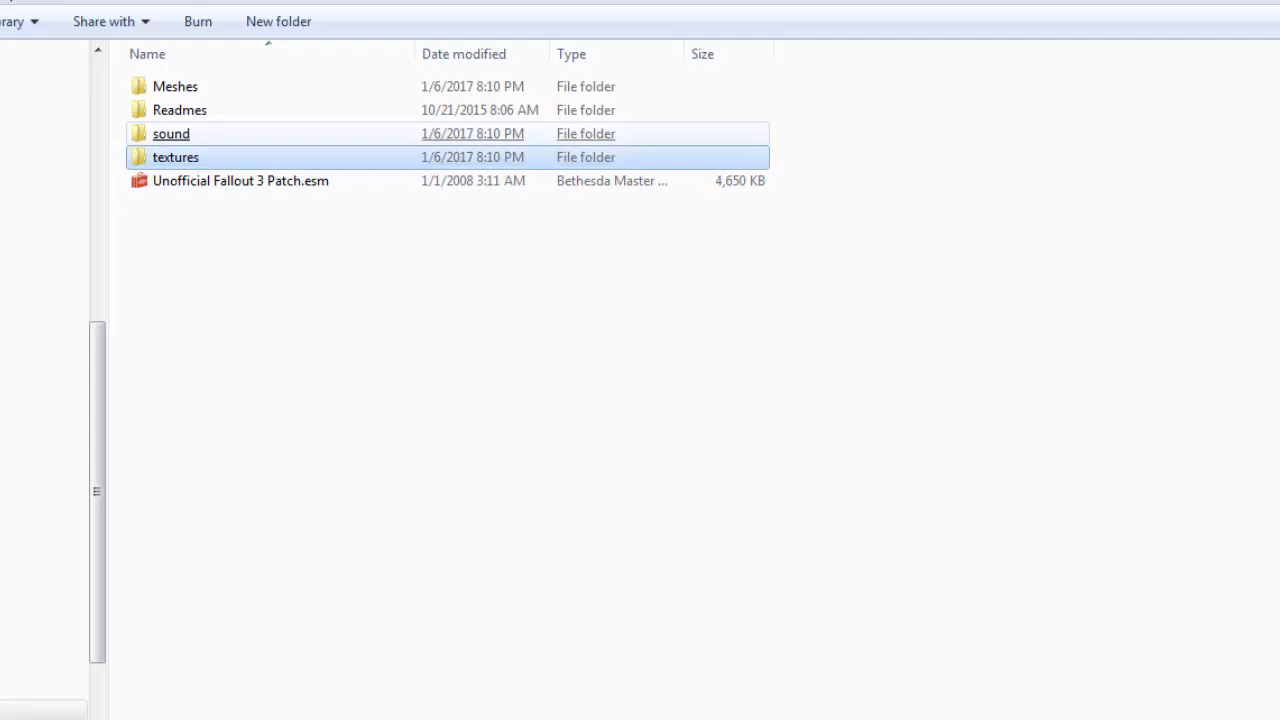 rary Share with Burn New folder
Name Date modified Type Size
Meshes 1/6/2017 8:10 PM File folder
Readmes 10/21/2015 8:06 AM File folder
sound 1/6/2017 8:10 PM File folder
textures 1/6/2017 8:10 PM File folder
Unofficial Fallout 3 Patch.esm 1/1/2008 3:11 AM Bethesda Master ... 4,650 KB